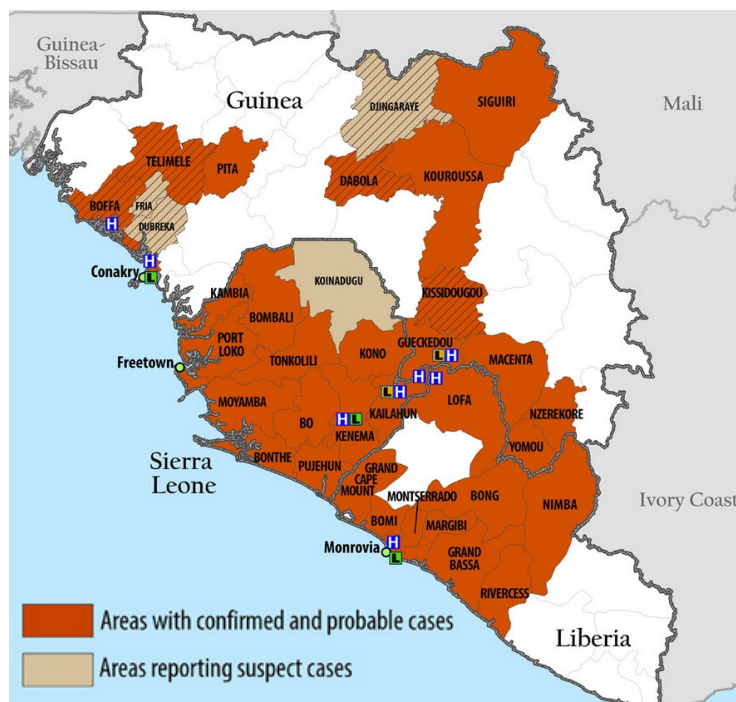 Guinea-
Bissau
Guinea
Mali
DJINGARAYE
SIGUIRI
TELIMELE
PITA
DABOLA
KOUROUSSA
BOFFA
FRIA
DUBREKA
H
H
Conakry
L
KOINADUGU
KISSIDOUGOU
KAMBIA
BOMBALI
PORT
LOKO
KONO
GUECKEDOU
L H
MACENTA
TONKOLILI
Freetown
H H
L H
MOYAMBA
KAILAHUN
LOFA
NZEREKORE
BO
H L
KENEMA
YOMOU
BONTHE
PUJEHUN
GRAND
CAPE
MOUNT
Sierra
Leone
MONTSERRADO
BONG
NIMBA
Ivory Coast
BOMI
MARGIBI
H
Monrovia
L
GRAND
BASSA
RIVERCESS
Areas with confirmed and probable cases
Liberia
Areas reporting suspect cases